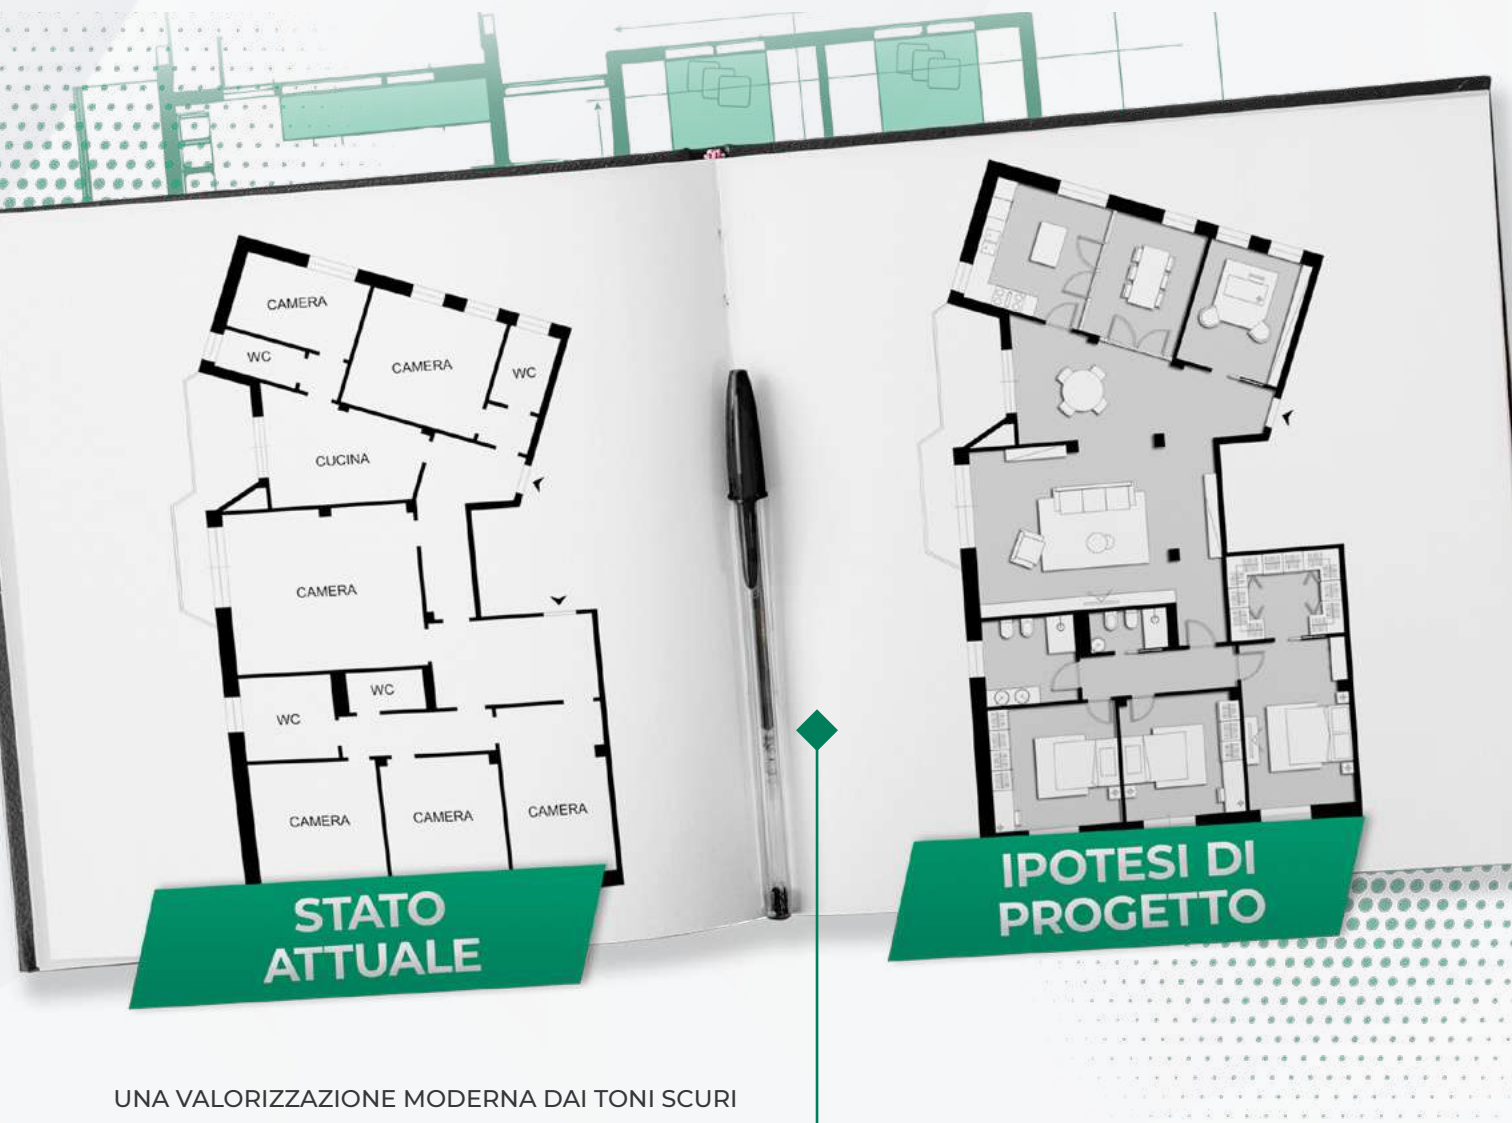 CAMERA
WC
CAMERA
WC
CUCINA
CAMERA
WC
WC
CAMERA
CAMERA
CAMERA
STATO
ATTUALE
IPOTESI DI
PROGETTO
UNA VALORIZZAZIONE MODERNA DAI TONI SCURI